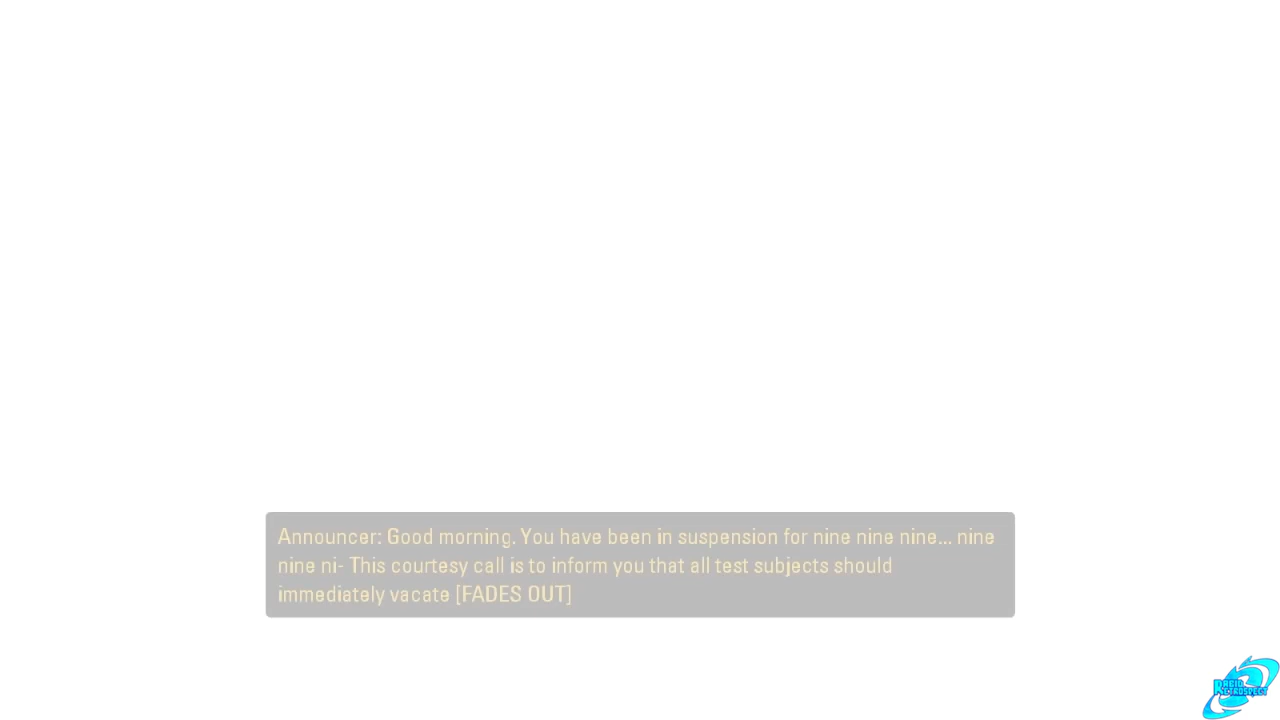 Announcer: Good morning. You have been in suspension for nine nine nine... nine
nine ni- This courtesy call is to inform you that all test subjects should
immediately vacate [FADES OUT]
RETROSPECT